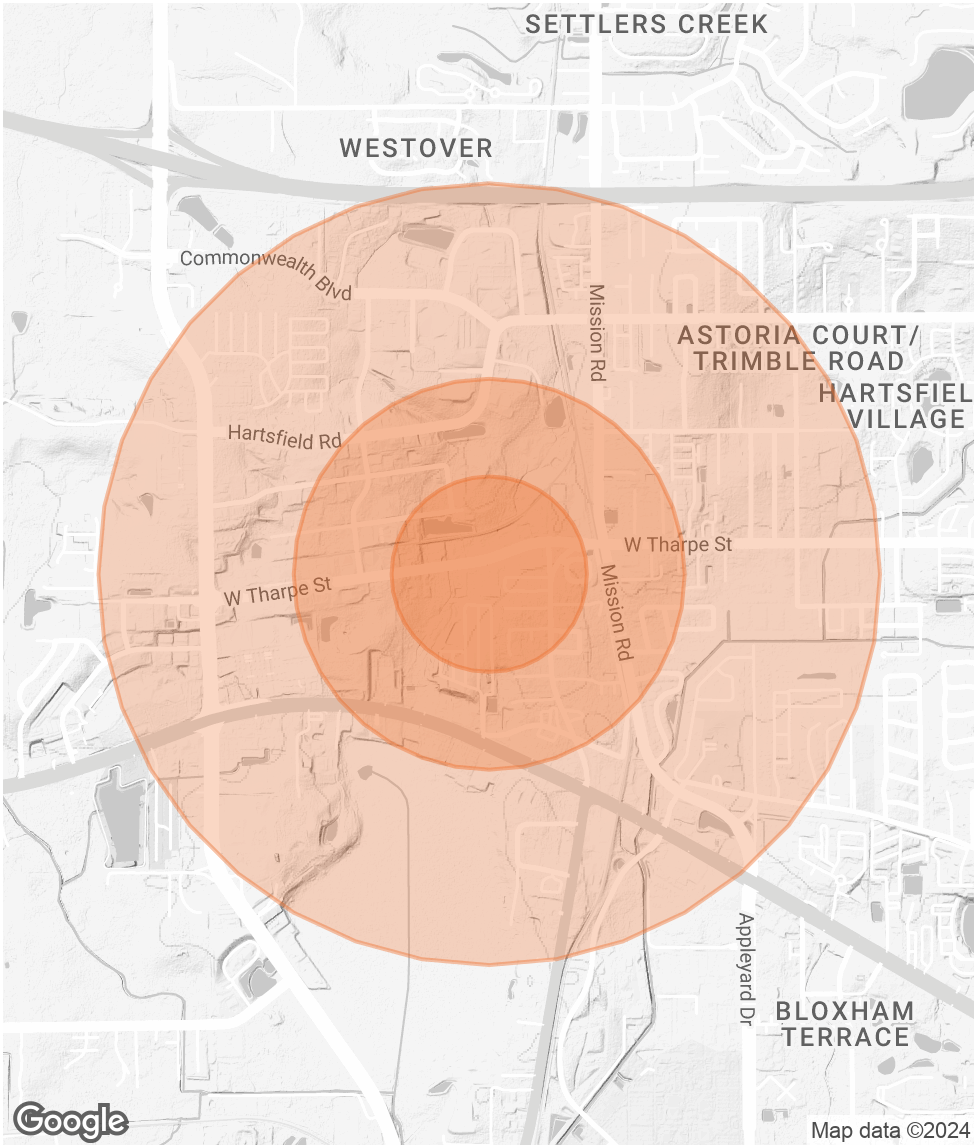 SETTLERS CREEK
WESTOVER
Commonwealth Blvd
Mission Rd
ASTORIA COURT/
TRIMBLE ROAD
HARTSFIEL
VILLAGE
Hartsfield Rd
W Tharpe St
W Tharpe St
Mission Rd
Appleyard Dr
BLOXHAM
TERRACE
Google
Map data ©2024